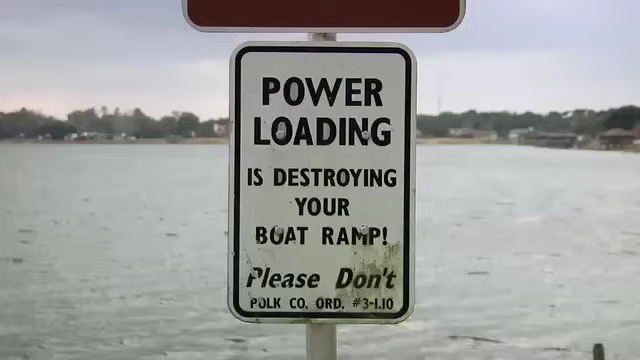 POWER
LOADING
IS DESTROYING
YOUR
BOAT RAMP!
Please Don't
POLK CO. ORD. #3-1.10